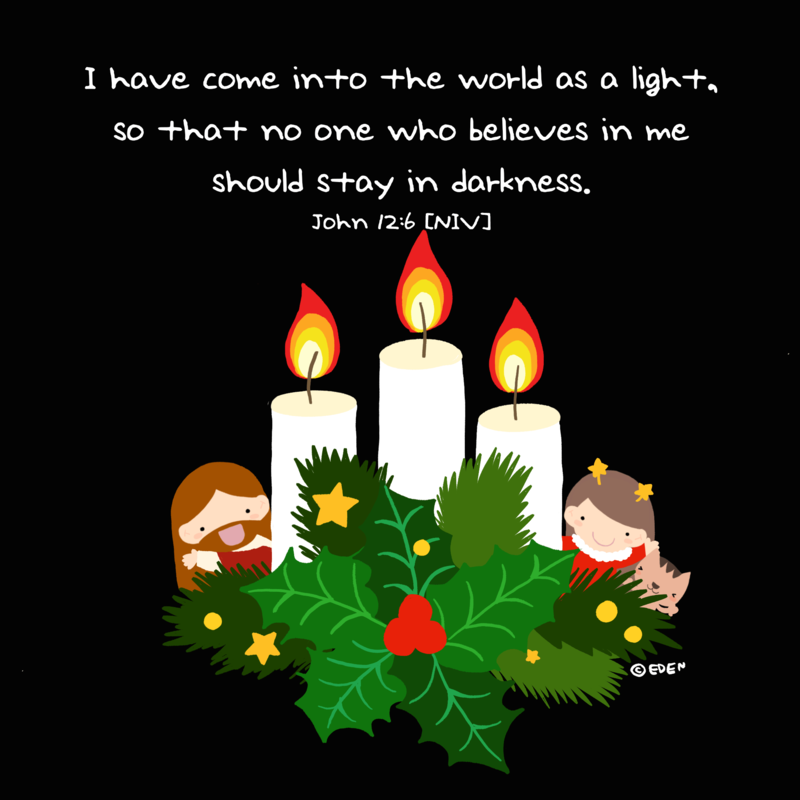 I have come into the world as a light,
so that no one who believes in me
should stay in darkness.
John 12:6 [NIV]
©EDEN